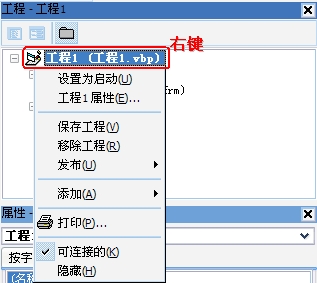 工程 - 工程1
右键
工程1 (工程1.vbp)
设置为启动(U)
工程1 属性(E)...
rm)
保存工程(V)
移除工程(R)
发布(U)
添加(A)
属性 -
打印(P)...
工程
可连接的(K)
按字
隐藏(H)
(名称